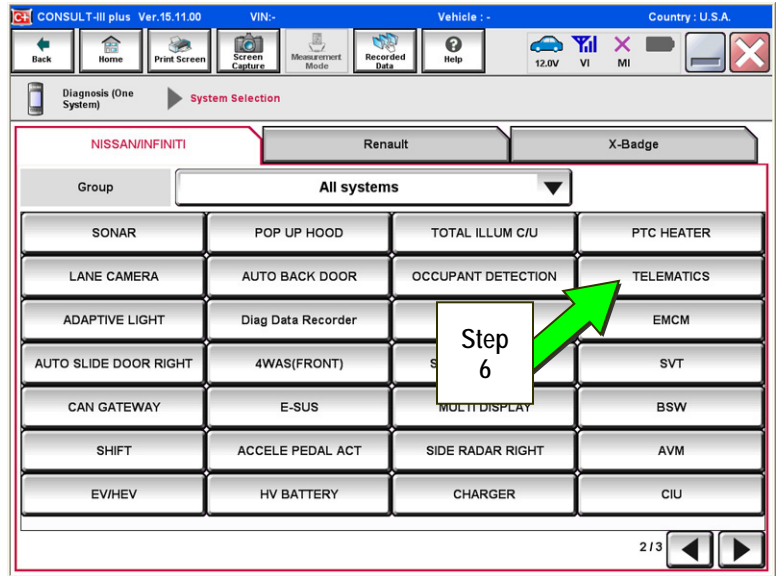 C+ CONSULT-III plus Ver.15.11.00 VIN:- Vehicle : - Country : U.S.A.
Back Home Print Screen Screen Capture Measurement Mode Recorded Data Help 12.0V VI MI
Diagnosis (One System) System Selection
NISSAN/INFINITI Renault X-Badge
Group All systems
SONAR POP UP HOOD TOTAL ILLUM C/U PTC HEATER
LANE CAMERA AUTO BACK DOOR OCCUPANT DETECTION TELEMATICS
ADAPTIVE LIGHT Diag Data Recorder EMCM
Step
6
AUTO SLIDE DOOR RIGHT 4WAS(FRONT) S SVT
CAN GATEWAY E-SUS MULTI DISPLAY BSW
SHIFT ACCELE PEDAL ACT SIDE RADAR RIGHT AVM
EV/HEV HV BATTERY CHARGER CIU
2/3